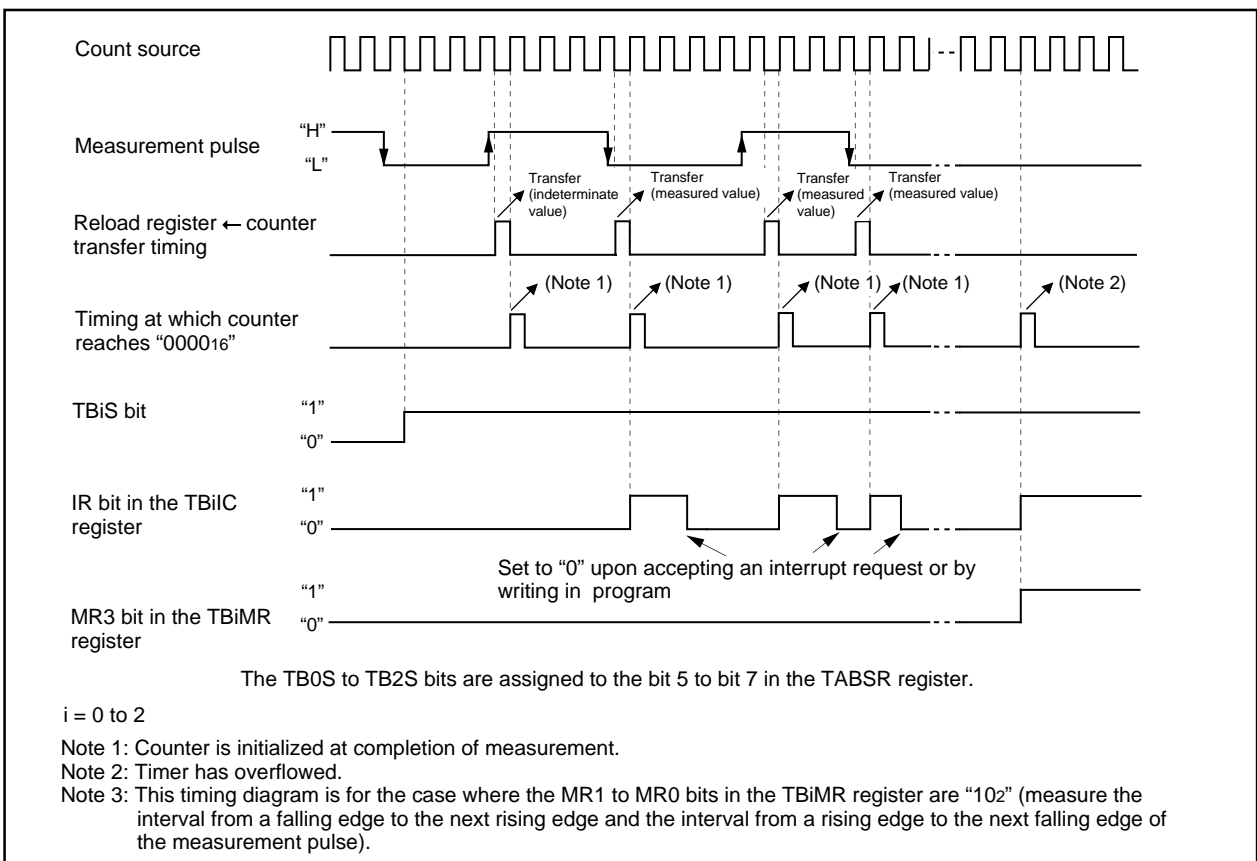 Count source
Measurement pulse
“H”
“L”
Transfer
(indeterminate
value)
Transfer
(measured value)
Transfer
(measured
value)
Transfer
(measured value)
Reload register ← counter
transfer timing
(Note 1)
(Note 1)
(Note 1)
(Note 1)
(Note 2)
Timing at which counter
reaches “000016”
TBiS bit
“1”
“0”
IR bit in the TBiIC
register
“1”
“0”
Set to “0” upon accepting an interrupt request or by
writing in program
MR3 bit in the TBiMR
register
“1”
“0”
The TB0S to TB2S bits are assigned to the bit 5 to bit 7 in the TABSR register.
i = 0 to 2
Note 1: Counter is initialized at completion of measurement.
Note 2: Timer has overflowed.
Note 3: This timing diagram is for the case where the MR1 to MR0 bits in the TBiMR register are “102” (measure the
interval from a falling edge to the next rising edge and the interval from a rising edge to the next falling edge of
the measurement pulse).